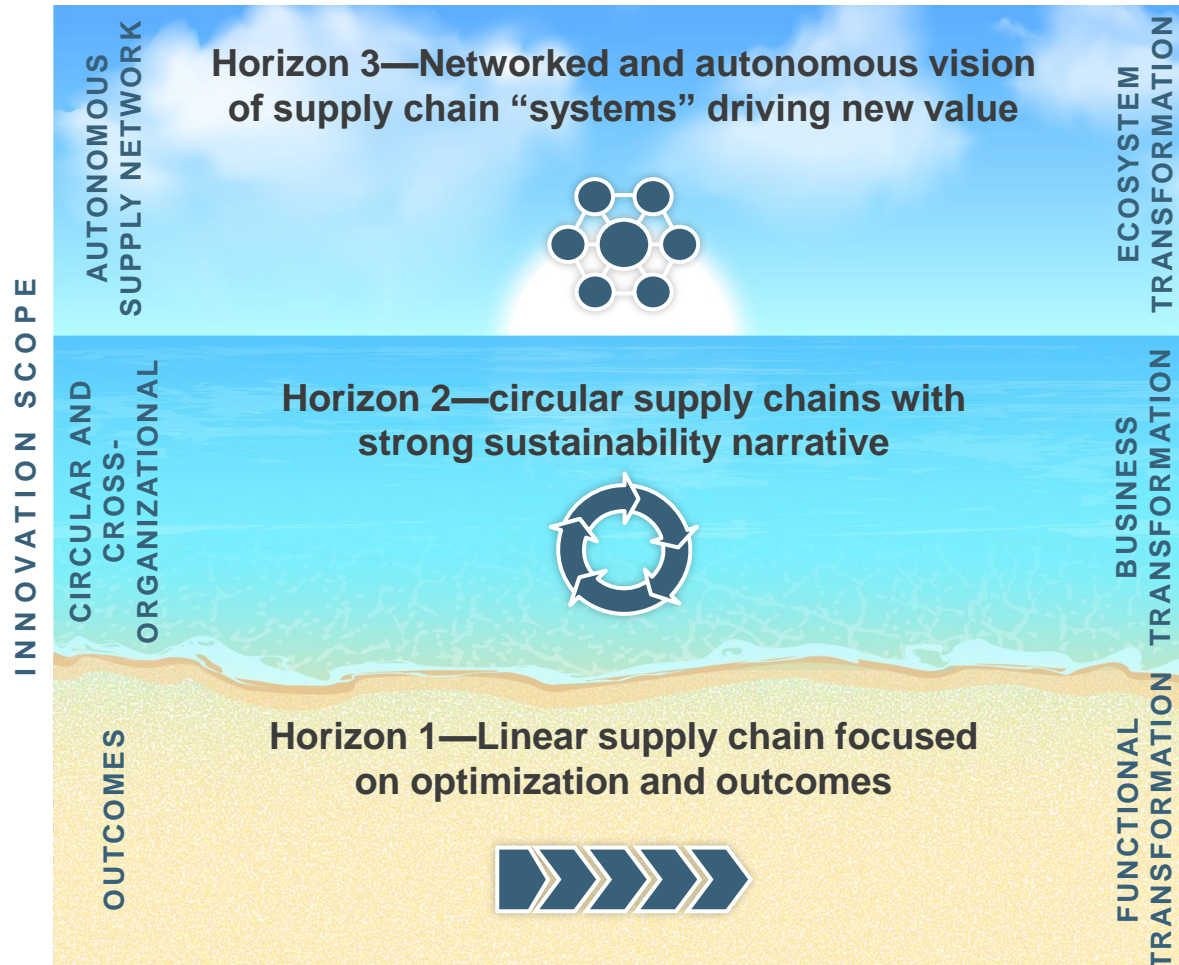 INNOVATION SCOPE
AUTONOMOUS
SUPPLY NETWORK
Horizon 3—Networked and autonomous vision
of supply chain “systems” driving new value
ECOSYSTEM
TRANSFORMATION
CIRCULAR AND
CROSS-
ORGANIZATIONAL
Horizon 2—circular supply chains with
strong sustainability narrative
BUSINESS
TRANSFORMATION
OUTCOMES
Horizon 1—Linear supply chain focused
on optimization and outcomes
FUNCTIONAL
TRANSFORMATION